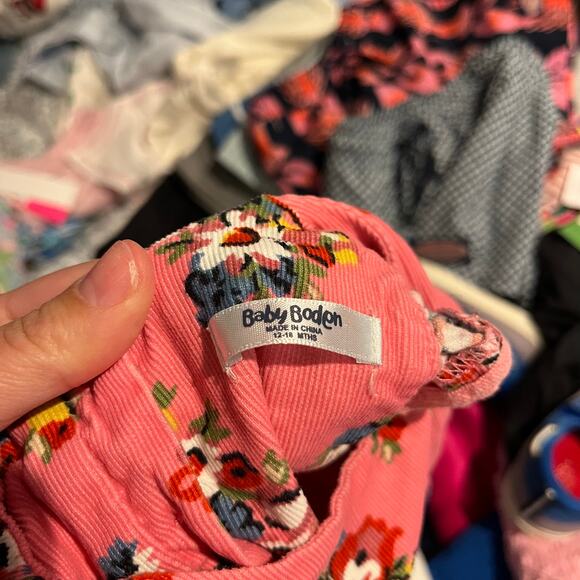 Baby Boden
MADE IN CHINA
12-18 MTHS